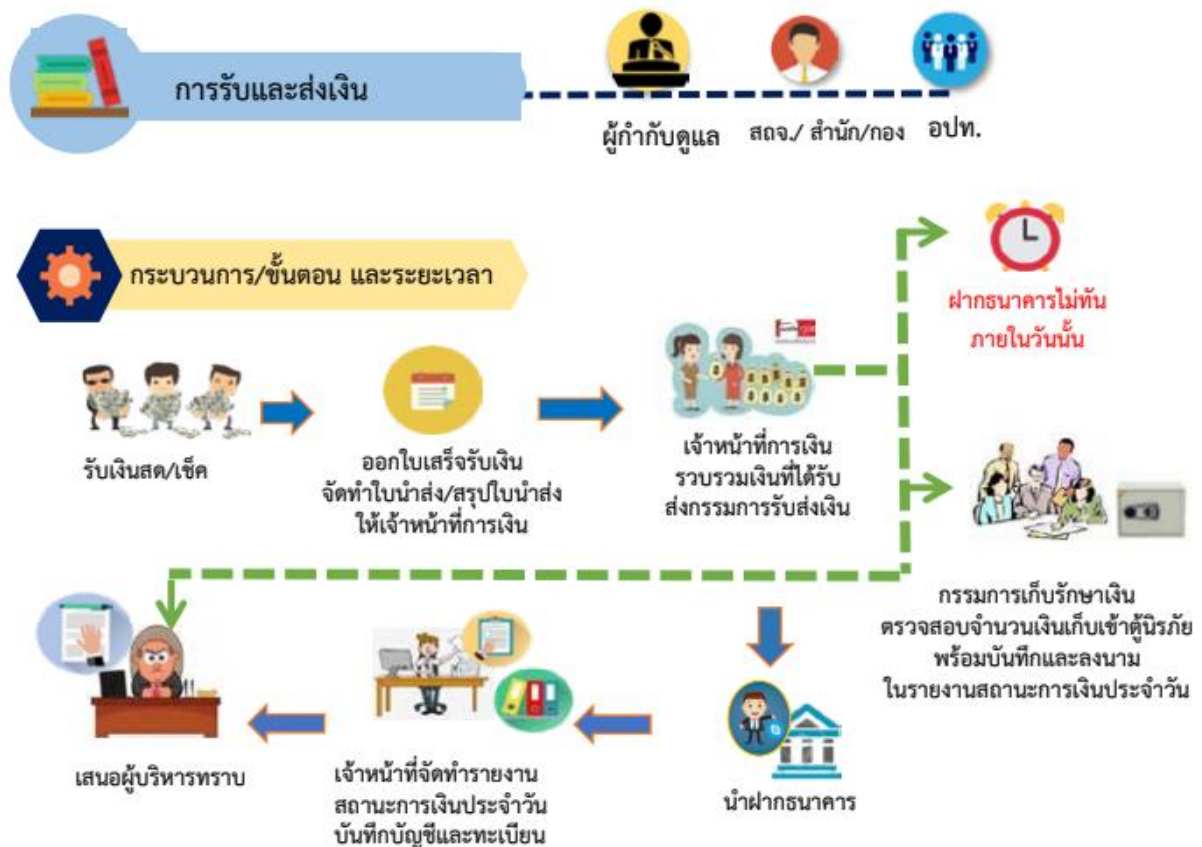 การรับและส่งเงิน
ผู้กำกับดูแล
สถจ./ สำนัก/กอง
อปท.
กระบวนการ/ขั้นตอน และระยะเวลา
ฝากธนาคารไม่ทัน
ภายในวันนั้น
รับเงินสด/เช็ค
ออกใบเสร็จรับเงิน
จัดทำใบนำส่ง/สรุปใบนำส่ง
ให้เจ้าหน้าที่การเงิน
เจ้าหน้าที่การเงิน
รวบรวมเงินที่ได้รับ
ส่งกรรมการรับส่งเงิน
กรรมการเก็บรักษาเงิน
ตรวจสอบจำนวนเงินเก็บเข้าตู้นิรภัย
พร้อมบันทึกและลงนาม
ในรายงานสถานะการเงินประจำวัน
เสนอผู้บริหารทราบ
เจ้าหน้าที่จัดทำรายงาน
สถานะการเงินประจำวัน
บันทึกบัญชีและทะเบียน
นำฝากธนาคาร